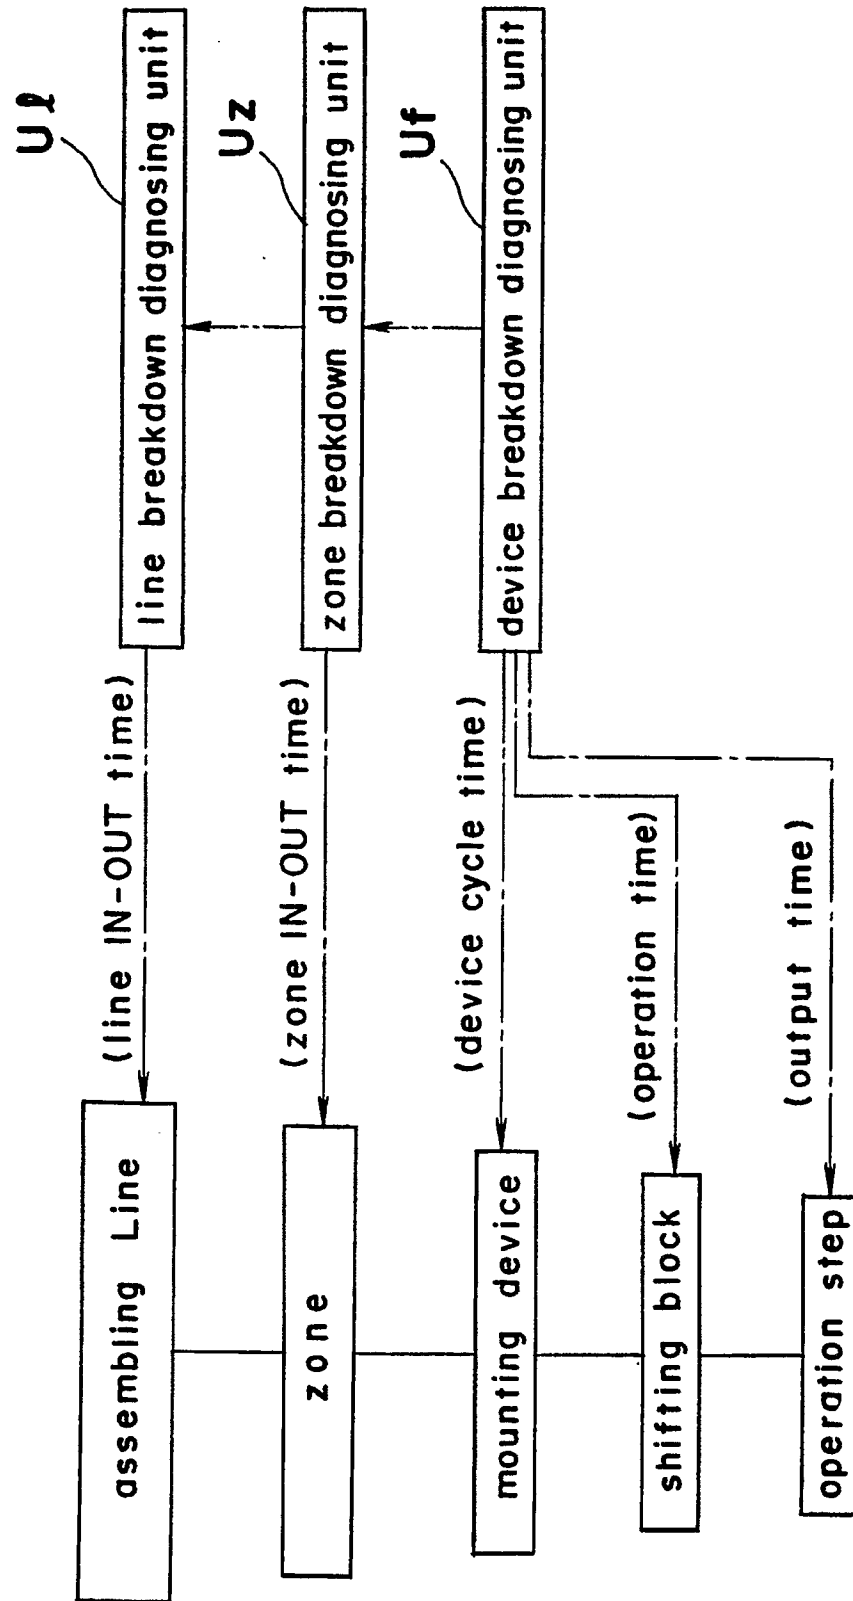 Uℓ
line breakdown diagnosing unit
(line IN-OUT time)
assembling Line
Uz
zone breakdown diagnosing unit
(zone IN-OUT time)
zone
Uf
device breakdown diagnosing unit
(device cycle time)
mounting device
(operation time)
shifting block
(output time)
operation step